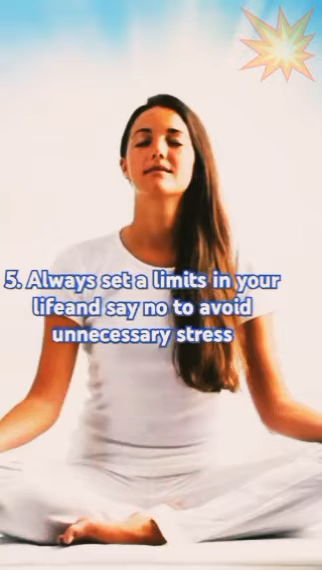 5. Always set a limits in your
lifeand say no to avoid
unnecessary stress